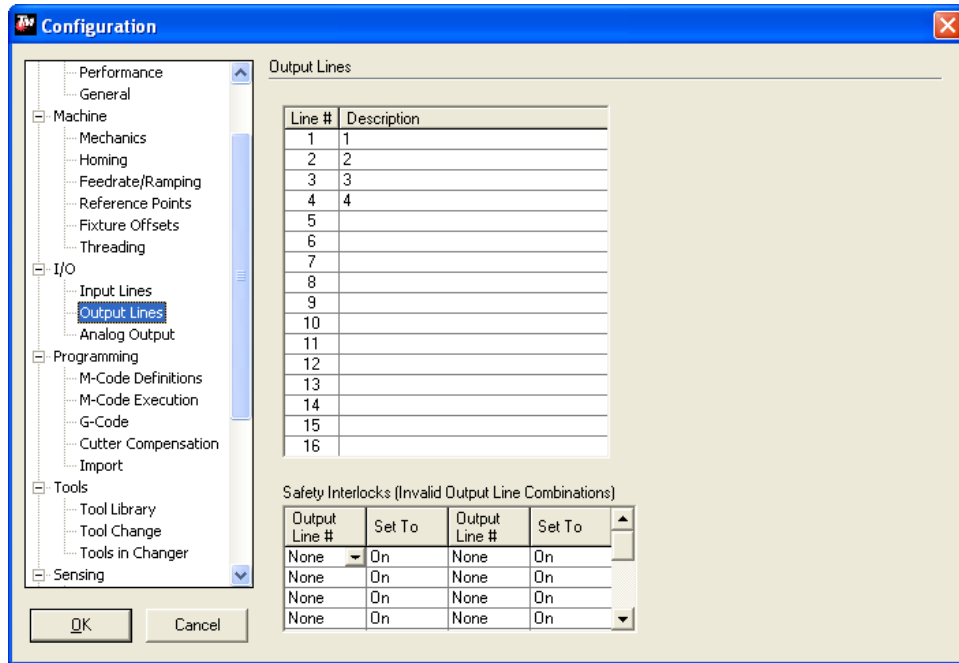 TM Configuration
Performance
General
Machine
Mechanics
Homing
Feedrate/Ramping
Reference Points
Fixture Offsets
Threading
I/O
Input Lines
Output Lines
Analog Output
Programming
M-Code Definitions
M-Code Execution
G-Code
Cutter Compensation
Import
Tools
Tool Library
Tool Change
Tools in Changer
Sensing
OK Cancel
Output Lines
Line # Description
1 1
2 2
3 3
4 4
5
6
7
8
9
10
11
12
13
14
15
16
Safety Interlocks (Invalid Output Line Combinations)
Output Line # Set To Output Line # Set To
None On None On
None On None On
None On None On
None On None On